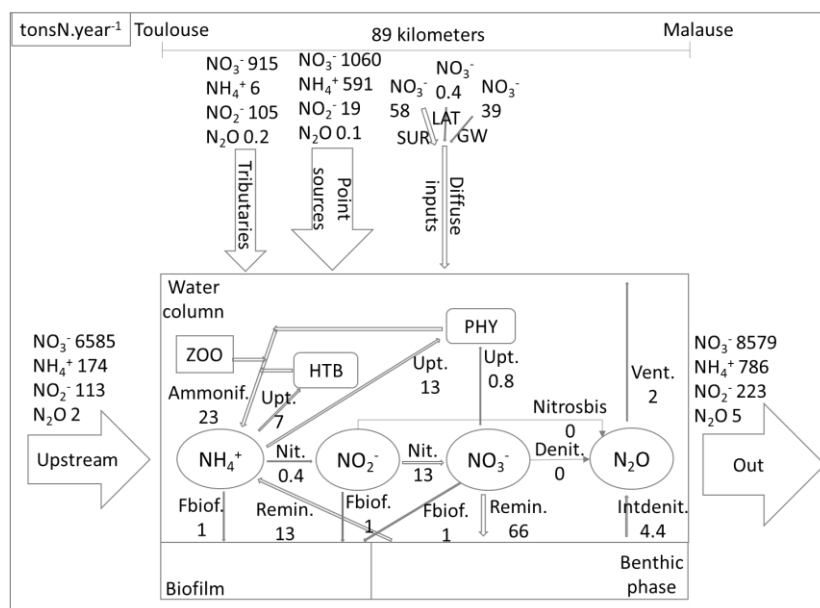 tonsN.year⁻¹ Toulouse 89 kilometers Malause
NO₃⁻ 915
NH₄⁺ 6
NO₂⁻ 105
N₂O 0.2
Tributaries
NO₃⁻ 1060
NH₄⁺ 591
NO₂⁻ 19
N₂O 0.1
Point
sources
NO₃⁻
58
SUR
NO₃⁻
0.4
LAT
NO₃⁻
39
GW
Diffuse
inputs
Water
column
NO₃⁻ 6585
NH₄⁺ 174
NO₂⁻ 113
N₂O 2
Upstream
ZOO
HTB
PHY
Ammonif.
23
Upt.
7
Upt.
13
Upt.
0.8
Vent.
2
Nitrosbis
0
NH₄⁺
Nit.
0.4
NO₂⁻
Nit.
13
NO₃⁻
Denit.
0
N₂O
Fbiof.
1
Remin.
13
Fbiof.
1
Fbiof.
1
Remin.
66
Intdenit.
4.4
Biofilm
Benthic
phase
NO₃⁻ 8579
NH₄⁺ 786
NO₂⁻ 223
N₂O 5
Out